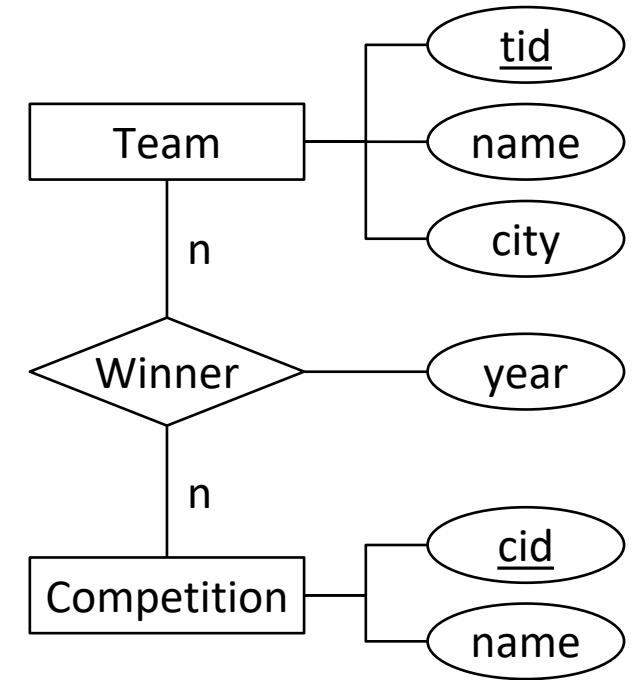 tid
Team
name
city
n
Winner
year
n
cid
Competition
name